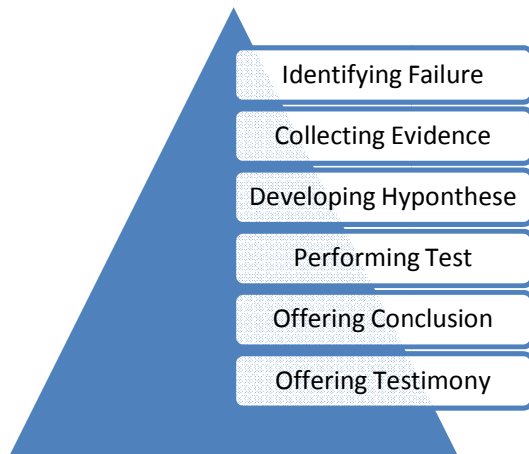 Identifying Failure
Collecting Evidence
Developing Hyponthese
Performing Test
Offering Conclusion
Offering Testimony